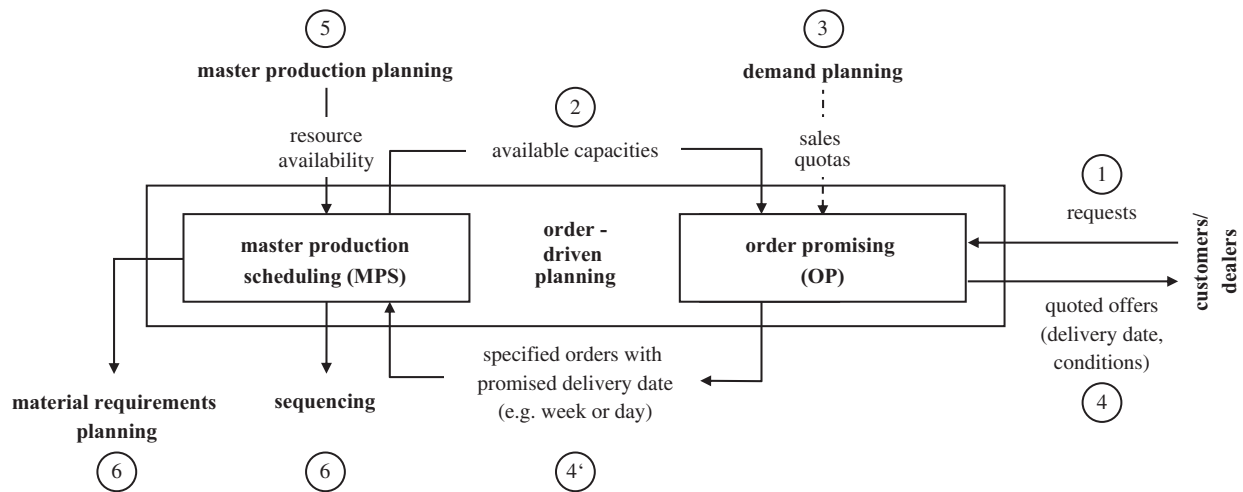 5
master production planning
3
demand planning
2
resource
availability
available capacities
sales
quotas
1
requests
master production
scheduling (MPS)
order -
driven
planning
order promising
(OP)
customers/
dealers
quoted offers
(delivery date,
conditions)
4
specified orders with
promised delivery date
(e.g. week or day)
material requirements
planning
sequencing
6
6
4‘